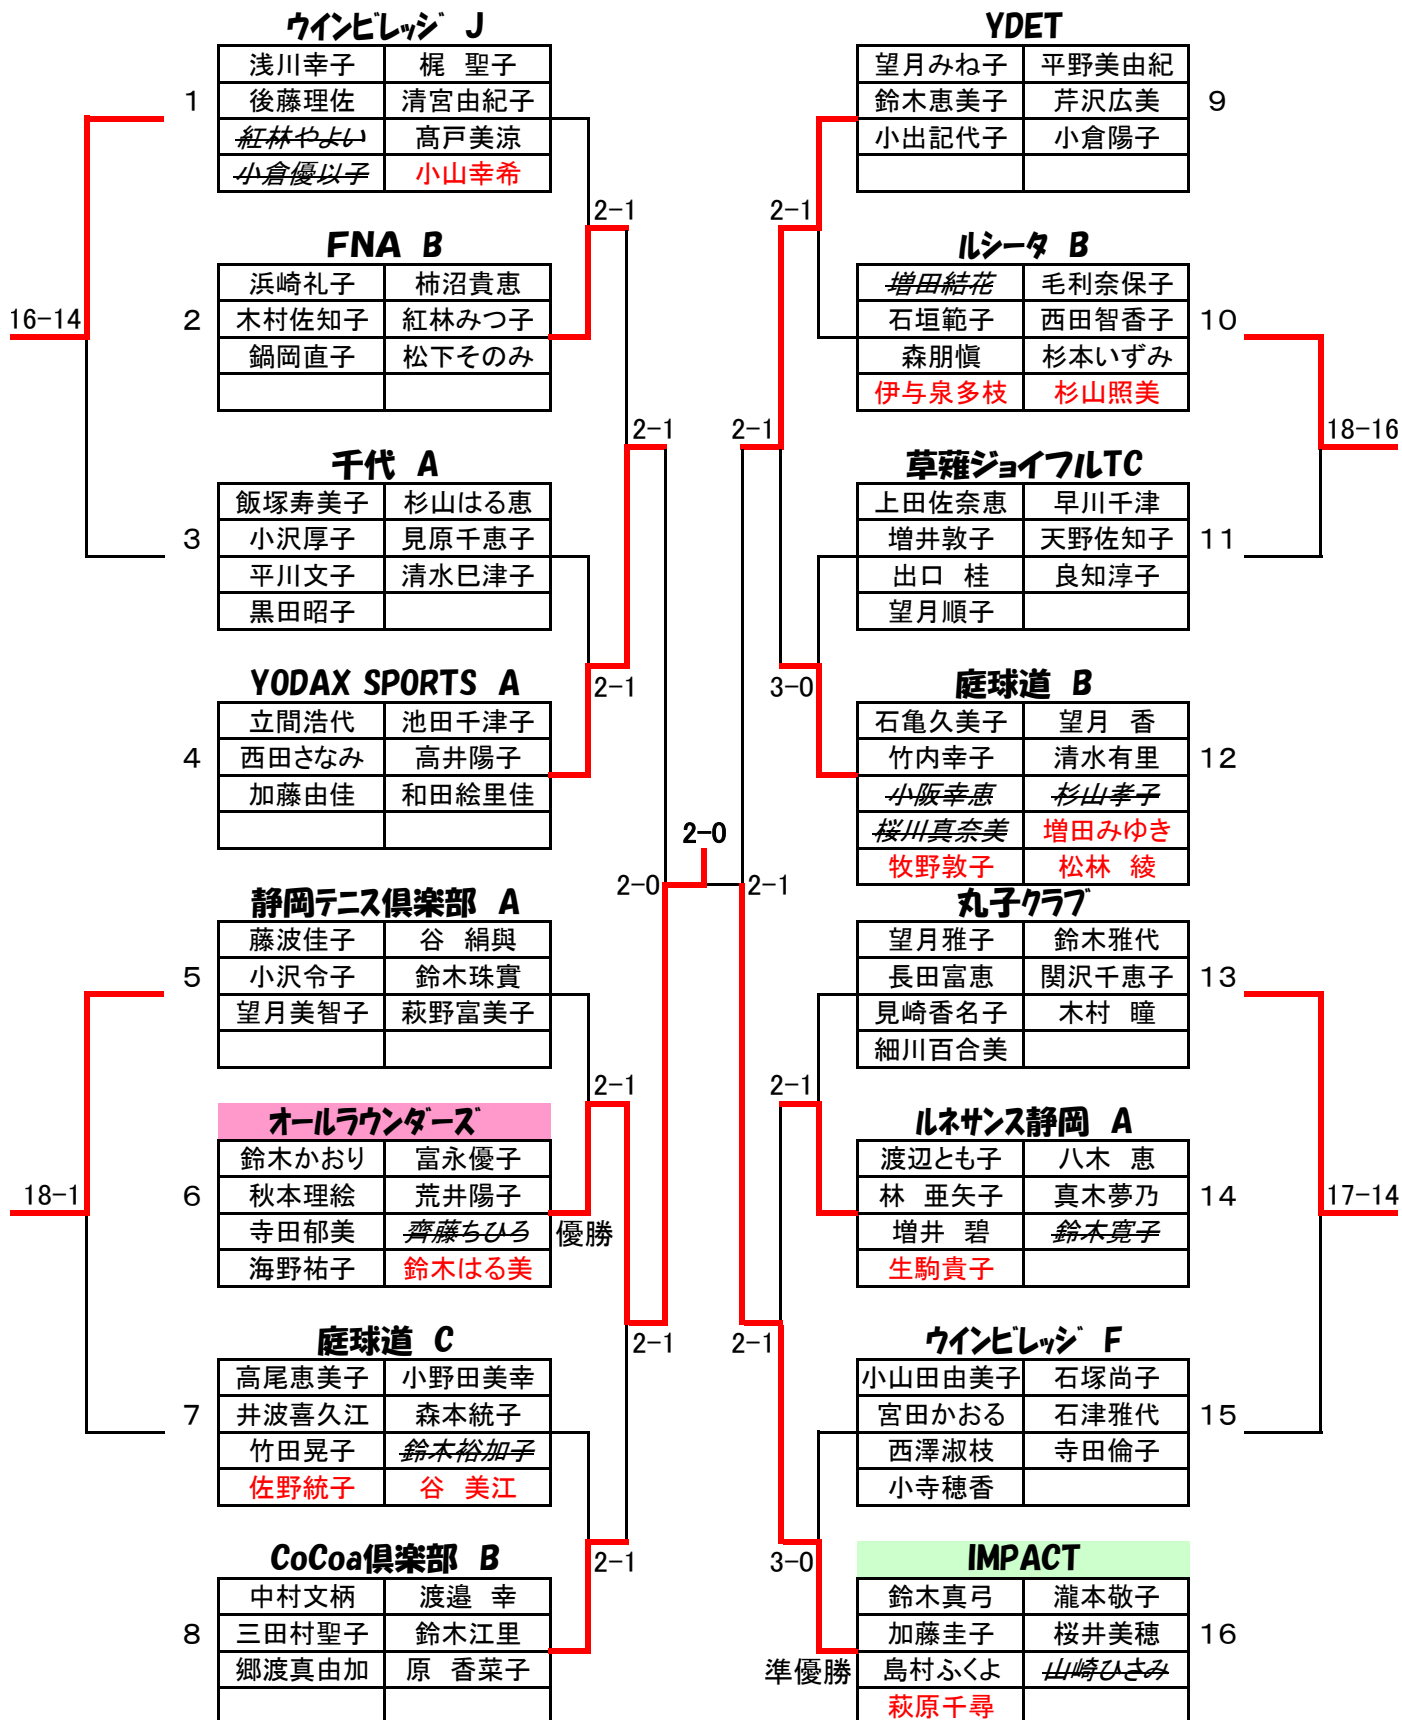 ウインビレッジ J
浅川幸子 梶 聖子
1 後藤理佐 清宮由紀子
紅林やよい 髙戸美涼
小倉優以子 小山幸希
2-1
FNA B
浜崎礼子 柿沼貴恵
16-14 2 木村佐知子 紅林みつ子
鍋岡直子 松下そのみ
2-1
千代 A
飯塚寿美子 杉山はる恵
3 小沢厚子 見原千恵子
平川文子 清水巳津子
黒田昭子
2-1
YODAX SPORTS A
立間浩代 池田千津子
4 西田さなみ 高井陽子
加藤由佳 和田絵里佳
2-0
2-0
静岡テニス倶楽部 A
藤波佳子 谷 絹與
5 小沢令子 鈴木珠實
望月美智子 萩野富美子
2-1
オールラウンダーズ
鈴木かおり 富永優子
18-1 6 秋本理絵 荒井陽子
寺田郁美 齊藤ちひろ 優勝
海野祐子 鈴木はる美
2-1
庭球道 C
高尾恵美子 小野田美幸
7 井波喜久江 森本統子
竹田晃子 鈴木裕加子
佐野統子 谷 美江
2-1
CoCoa倶楽部 B
中村文柄 渡邉 幸
8 三田村聖子 鈴木江里
郷渡真由加 原 香菜子
YDET
望月みね子 平野美由紀
鈴木恵美子 芹沢広美 9
小出記代子 小倉陽子
2-1
ルシータ B
増田結花 毛利奈保子
石垣範子 西田智香子 10
森朋慎 杉本いずみ
伊与泉多枝 杉山照美
2-1 18-16
草薙ジョイフルTC
上田佐奈恵 早川千津
増井敦子 天野佐知子 11
出口 桂 良知淳子
望月順子
3-0
庭球道 B
石亀久美子 望月 香
竹内幸子 清水有里 12
小阪幸恵 杉山孝子
桜川真奈美 増田みゆき
牧野敦子 松林 綾
2-1
丸子クラブ
望月雅子 鈴木雅代
長田富恵 関沢千恵子 13
見崎香名子 木村 瞳
細川百合美
2-1
ルネサンス静岡 A
渡辺とも子 八木 恵
林 亜矢子 真木夢乃 14 17-14
増井 碧 鈴木寛子
生駒貴子
2-1
ウインビレッジ F
小山田由美子 石塚尚子
宮田かおる 石津雅代 15
西澤淑枝 寺田倫子
小寺穂香
3-0
IMPACT
鈴木真弓 瀧本敬子
加藤圭子 桜井美穂 16
準優勝 島村ふくよ 山崎ひさみ
萩原千尋